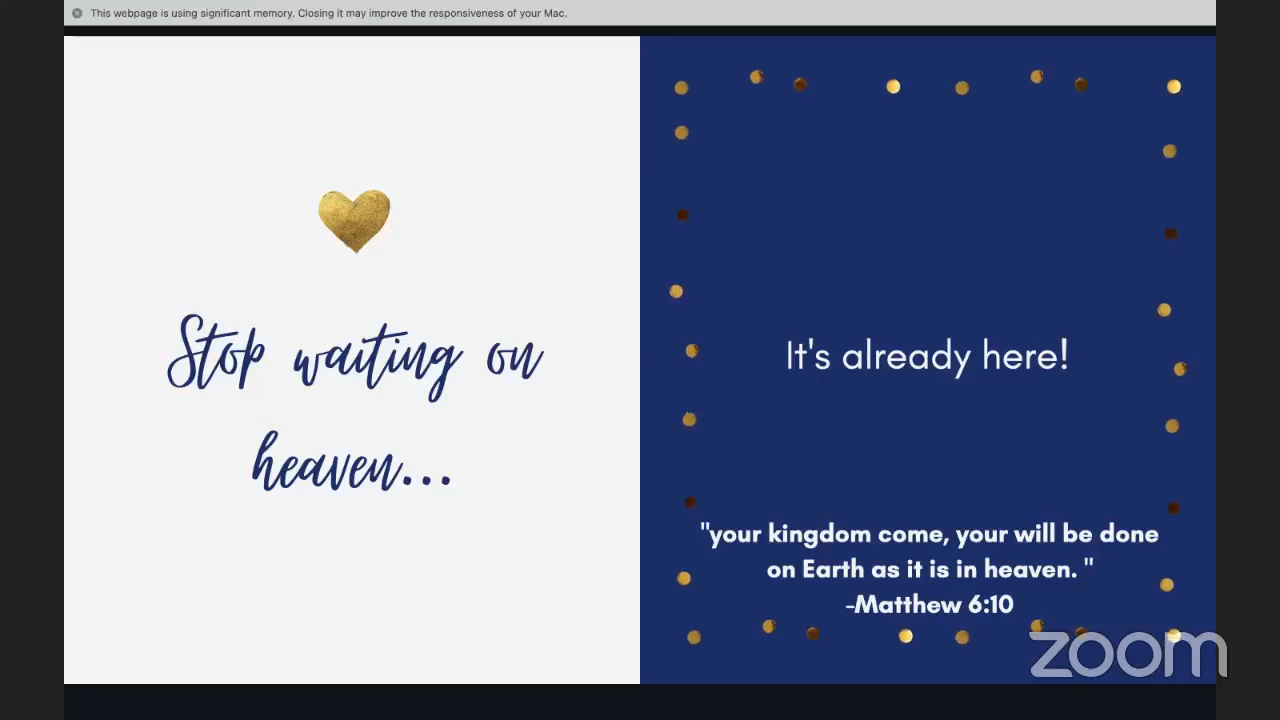 This webpage is using significant memory. Closing it may improve the responsiveness of your Mac.
Stop waiting on
heaven...
It's already here!
"your kingdom come, your will be done
on Earth as it is in heaven. "
-Matthew 6:10
zoom